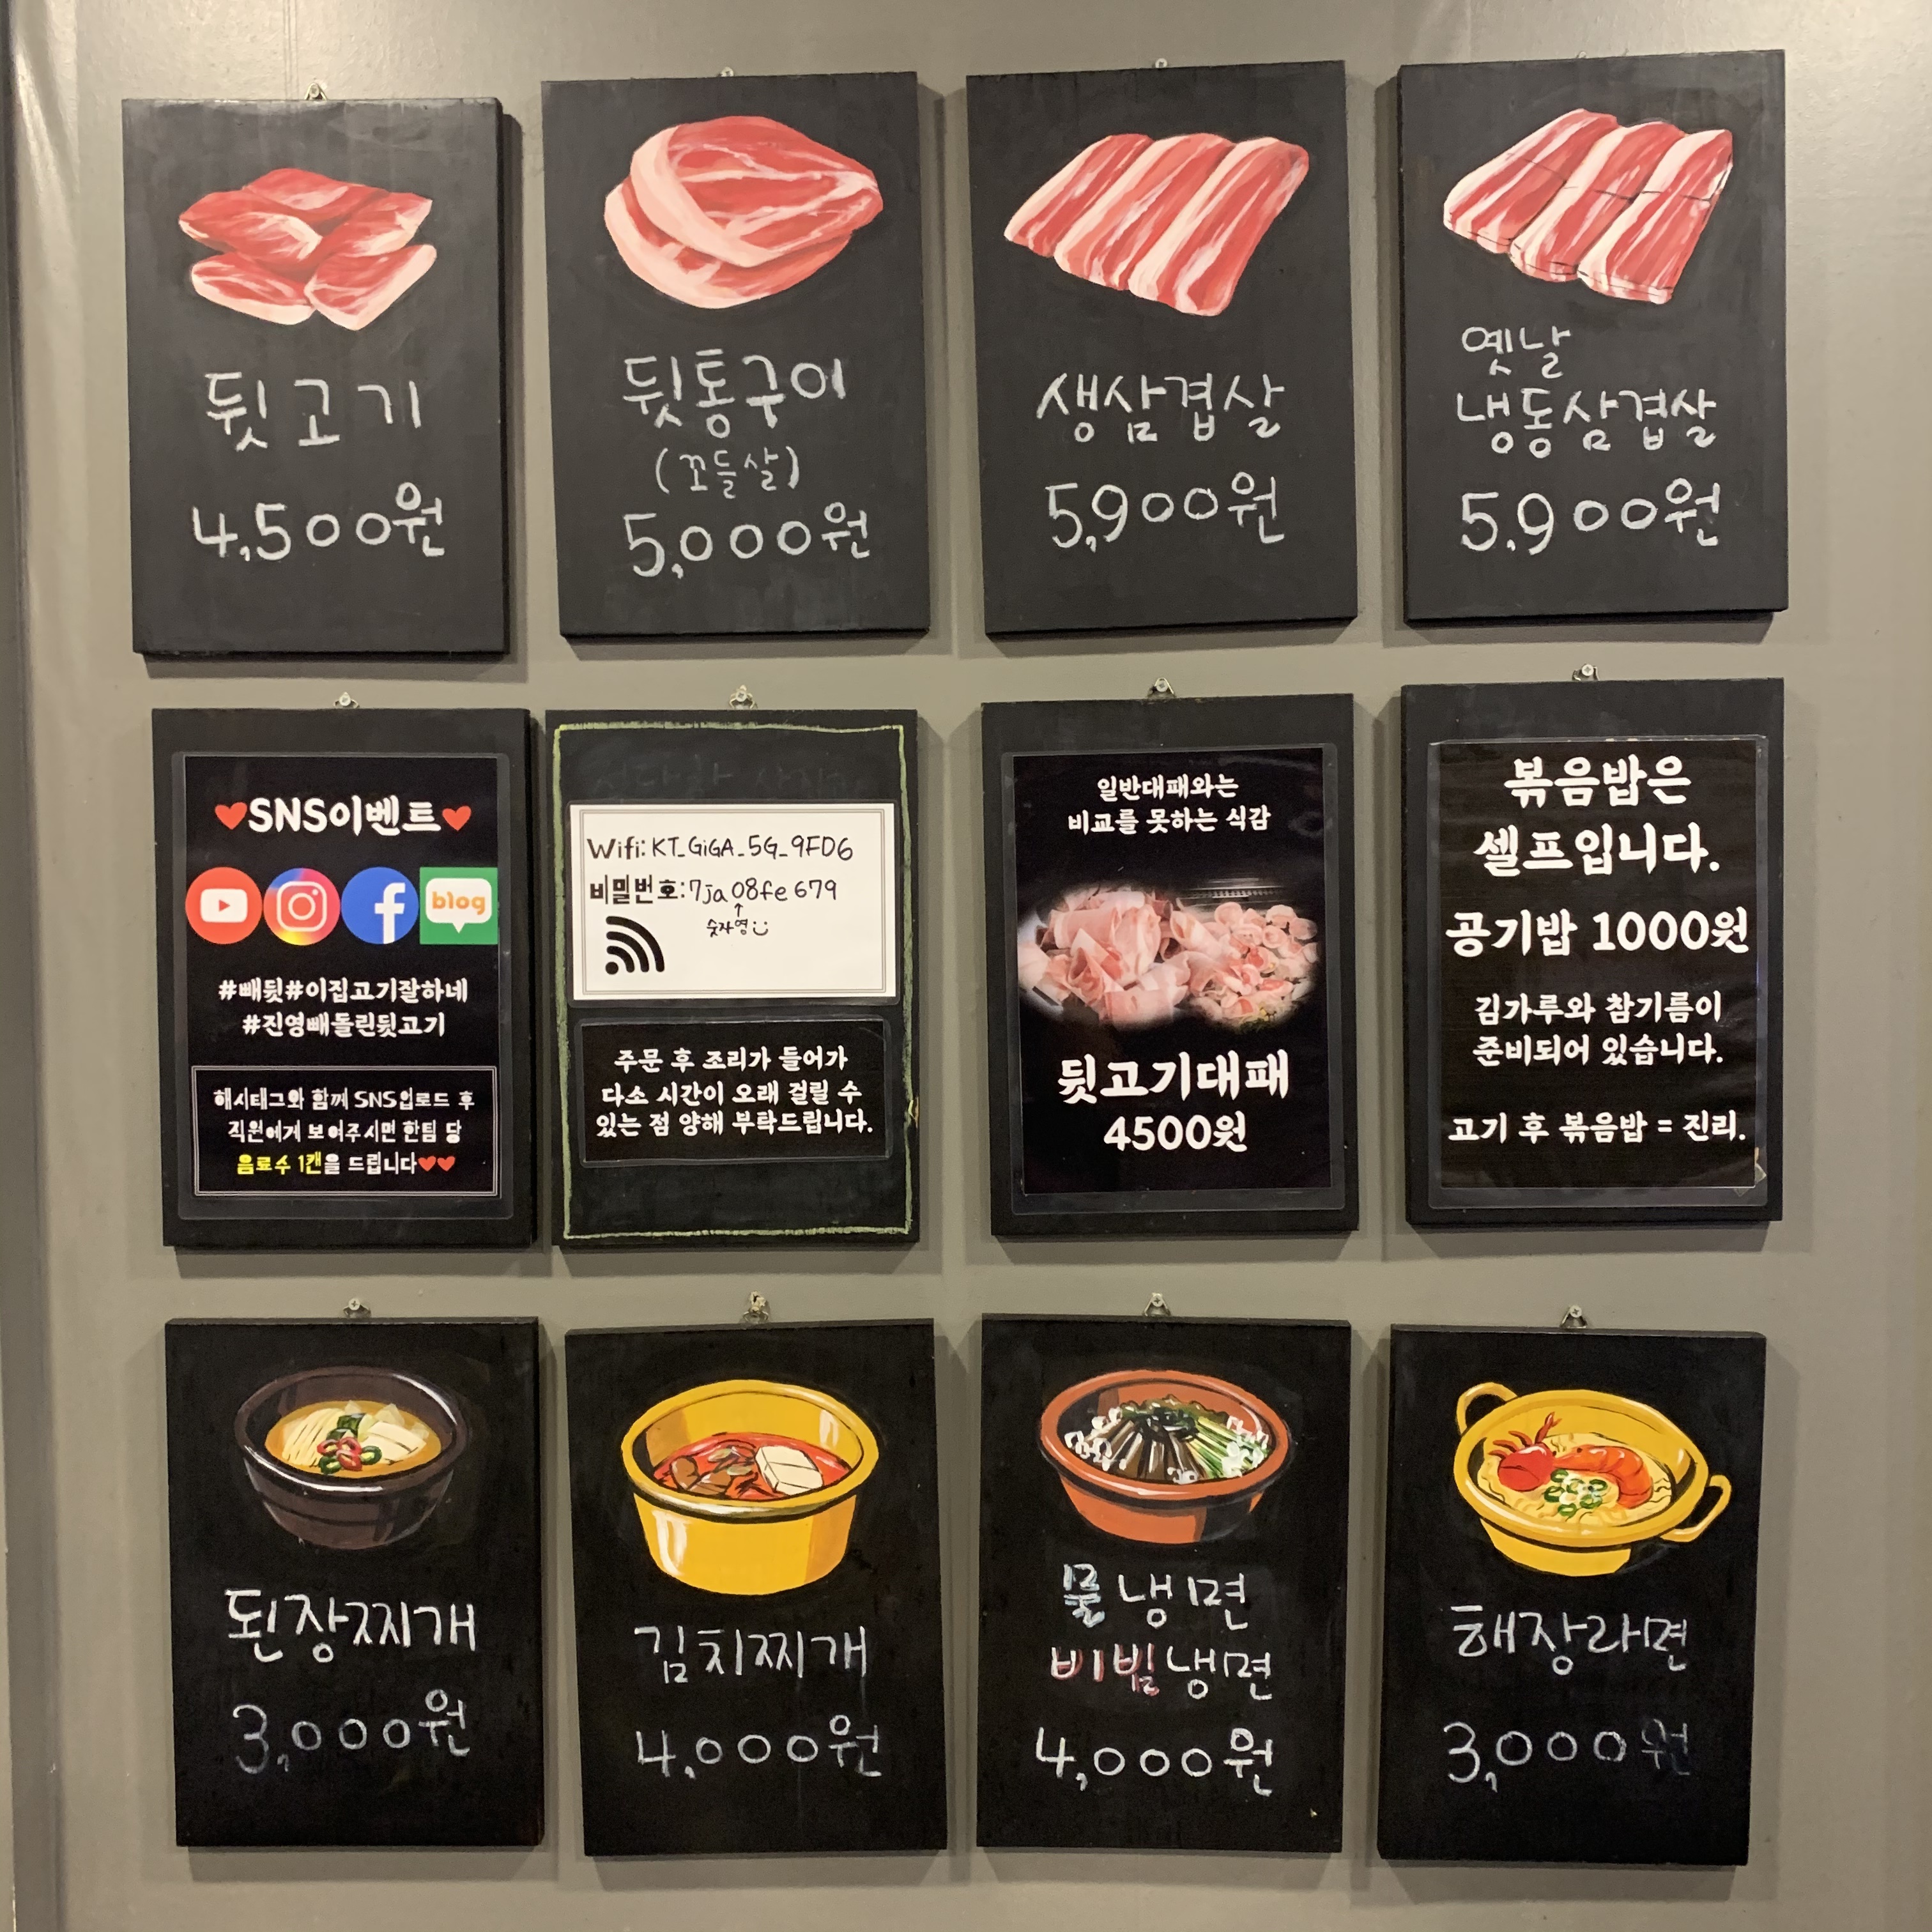 뒷고기
4,500원
뒷통구이
(꼬들살)
5,000원
생삼겹살
5,900원
옛날
냉동삼겹살
5,900원
SNS이벤트
blog
#빼뒷#이집고기잘하네
#진영빼돌린뒷고기
해시태그와 함께 SNS업로드 후
직원에게 보여주시면 한팀 당
음료수 1캔을 드립니다
Wifi: KT_GiGA_5G_9FD6
비밀번호:7ja08fe679
숫자영
주문 후 조리가 들어가
다소 시간이 오래 걸릴 수
있는 점 양해 부탁드립니다.
일반대패와는
비교를 못하는 식감
뒷고기대패
4500원
볶음밥은
셀프입니다.
공기밥 1000원
김가루와 참기름이
준비되어 있습니다.
고기 후 볶음밥 = 진리.
된장찌개
3,000원
김치찌개
4,000원
물냉면
비빔냉면
4,000원
해장라면
3,000원